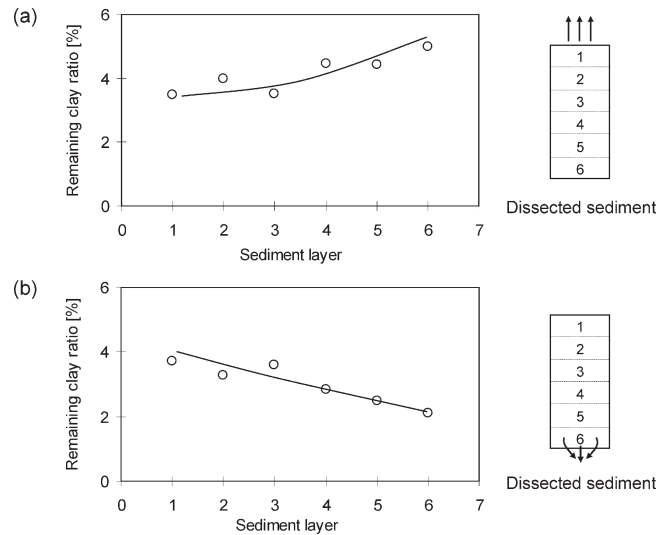 (a)
Remaining clay ratio [%]
6
4
2
0
0 1 2 3 4 5 6 7
Sediment layer
1
2
3
4
5
6
Dissected sediment
(b)
Remaining clay ratio [%]
6
4
2
0
0 1 2 3 4 5 6 7
Sediment layer
1
2
3
4
5
6
Dissected sediment